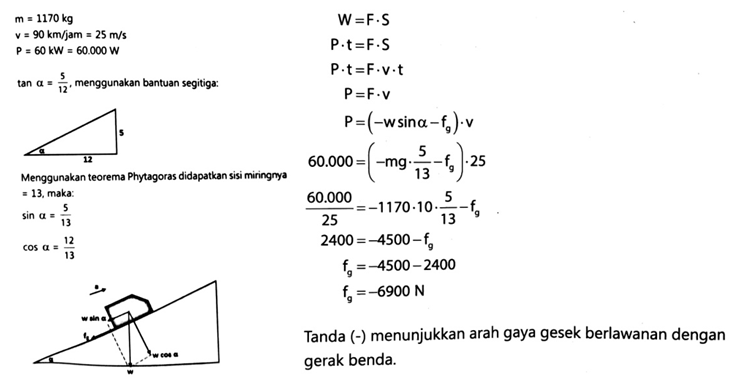 m = 1170 kg
v = 90 km/jam = 25 m/s
P = 60 kW = 60.000 W
tan α = 5/12, menggunakan bantuan segitiga:
α
5
12
Menggunakan teorema Phytagoras didapatkan sisi miringnya
= 13, maka:
sin α = 5/13
cos α = 12/13
w sin α
w cos α
α
w
W = F·S
P·t = F·S
P·t = F·v·t
P = F·v
P = (−w sin α − f_g)·v
60.000 = (−mg·5/13 − f_g)·25
60.000/25 = −1170·10·5/13 − f_g
2400 = −4500 − f_g
f_g = −4500 − 2400
f_g = −6900 N
Tanda (-) menunjukkan arah gaya gesek berlawanan dengan
gerak benda.